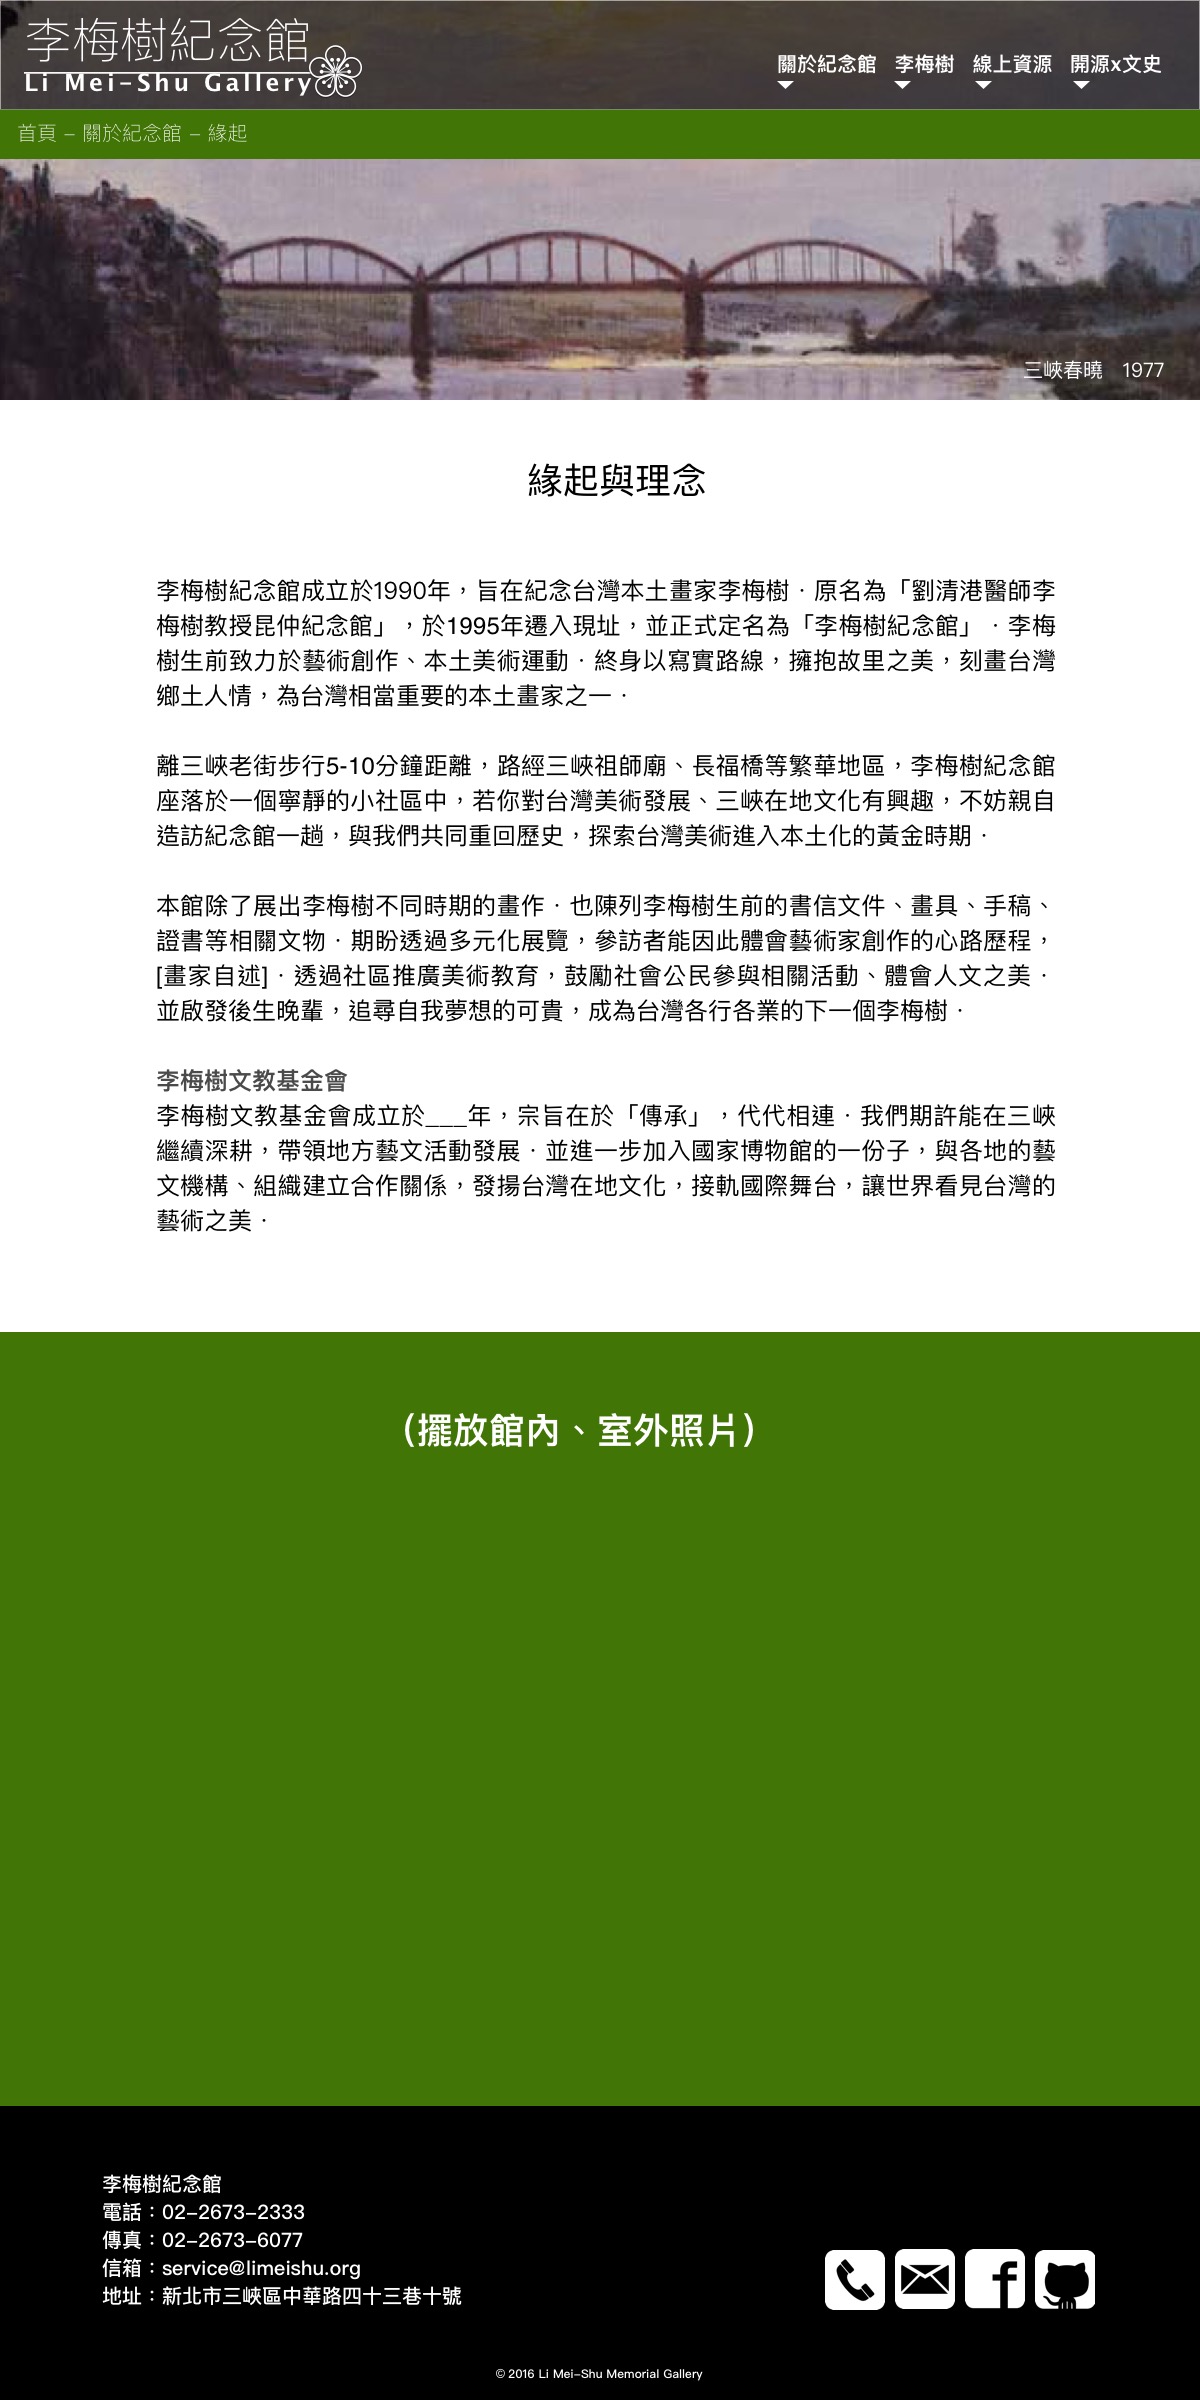 李梅樹紀念館
Li Mei-Shu Gallery
關於紀念館 李梅樹 線上資源 開源x文史
首頁 – 關於紀念館 – 緣起
三峽春曉 1977
緣起與理念
李梅樹紀念館成立於1990年，旨在紀念台灣本土畫家李梅樹．原名為「劉清港醫師李
梅樹教授昆仲紀念館」，於1995年遷入現址，並正式定名為「李梅樹紀念館」．李梅
樹生前致力於藝術創作、本土美術運動．終身以寫實路線，擁抱故里之美，刻畫台灣
鄉土人情，為台灣相當重要的本土畫家之一．
離三峽老街步行5-10分鐘距離，路經三峽祖師廟、長福橋等繁華地區，李梅樹紀念館
座落於一個寧靜的小社區中，若你對台灣美術發展、三峽在地文化有興趣，不妨親自
造訪紀念館一趟，與我們共同重回歷史，探索台灣美術進入本土化的黃金時期．
本館除了展出李梅樹不同時期的畫作．也陳列李梅樹生前的書信文件、畫具、手稿、
證書等相關文物．期盼透過多元化展覽，參訪者能因此體會藝術家創作的心路歷程，
[畫家自述]．透過社區推廣美術教育，鼓勵社會公民參與相關活動、體會人文之美．
並啟發後生晚輩，追尋自我夢想的可貴，成為台灣各行各業的下一個李梅樹．
李梅樹文教基金會
李梅樹文教基金會成立於___年，宗旨在於「傳承」，代代相連．我們期許能在三峽
繼續深耕，帶領地方藝文活動發展．並進一步加入國家博物館的一份子，與各地的藝
文機構、組織建立合作關係，發揚台灣在地文化，接軌國際舞台，讓世界看見台灣的
藝術之美．
（擺放館內、室外照片）
李梅樹紀念館
電話：02-2673-2333
傳真：02-2673-6077
信箱：service@limeishu.org
地址：新北市三峽區中華路四十三巷十號
© 2016 Li Mei-Shu Memorial Gallery